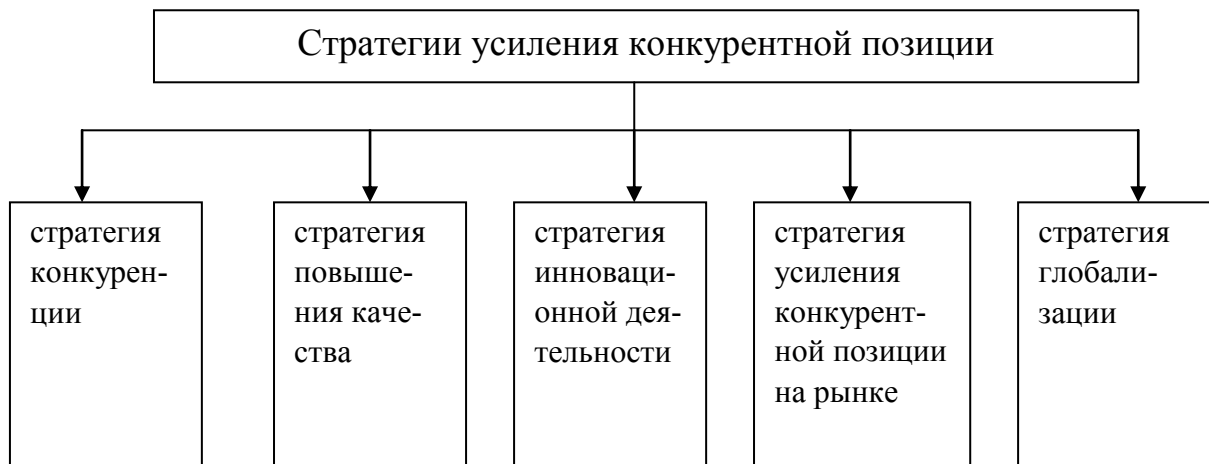 Стратегии усиления конкурентной позиции
стратегия
конкурен-
ции
стратегия
повыше-
ния каче-
ства
стратегия
инноваци-
онной дея-
тельности
стратегия
усиления
конкурент-
ной позиции
на рынке
стратегия
глобали-
зации